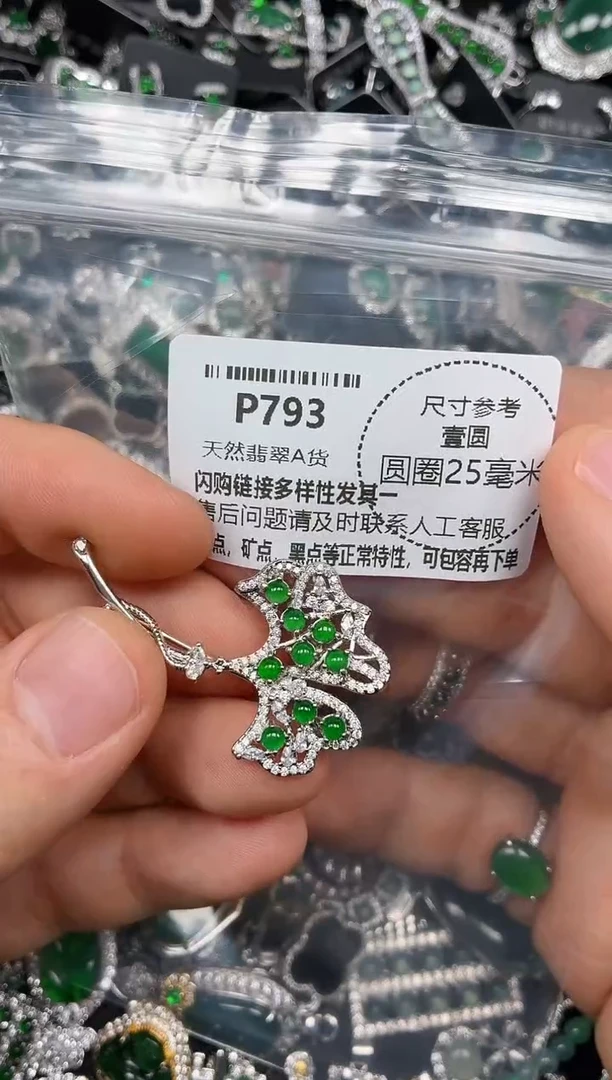 P793
天然翡翠A货
尺寸参考
壹圆
圆圈25毫米
闪购链接多样性发其一
售后问题请及时联系人工客服
点，矿点，黑点等正常特性，可包容再下单